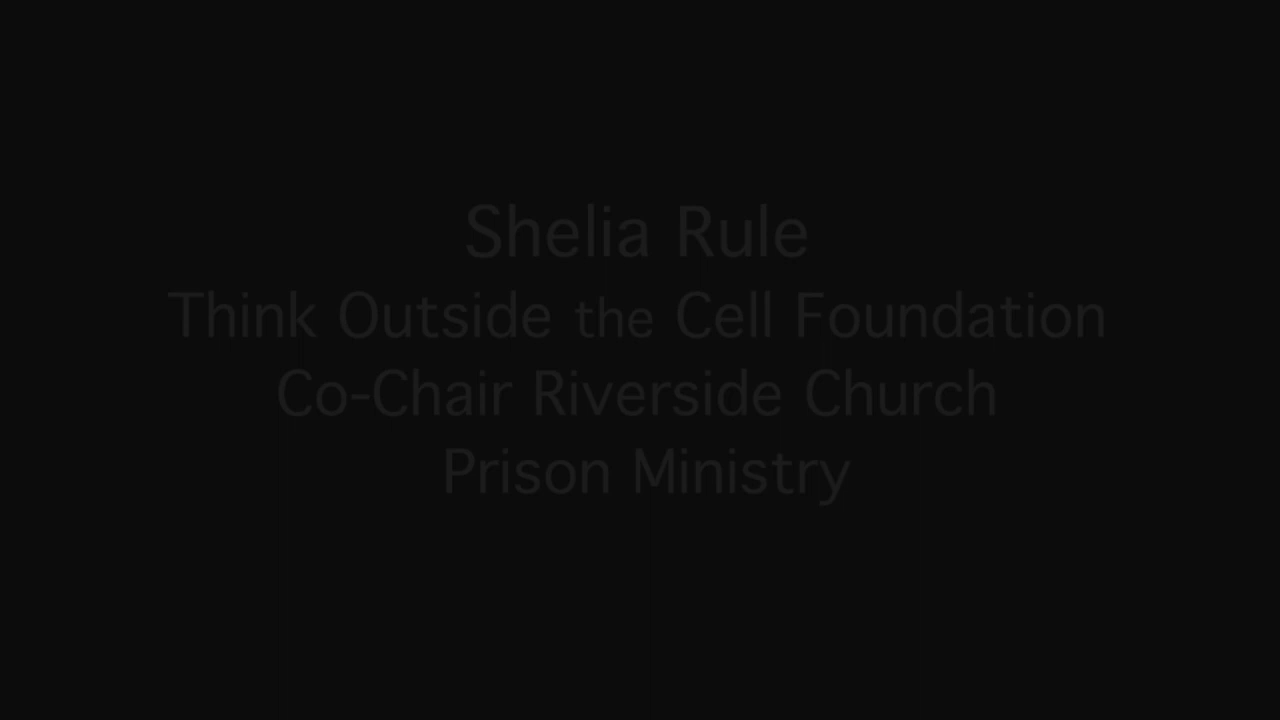 Shelia Rule
Think Outside the Cell Foundation
Co-Chair Riverside Church
Prison Ministry